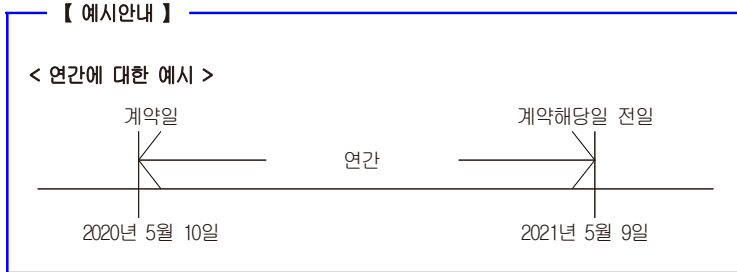 【 예시안내 】
< 연간에 대한 예시 >
계약일 계약해당일 전일
연간
2020년 5월 10일 2021년 5월 9일